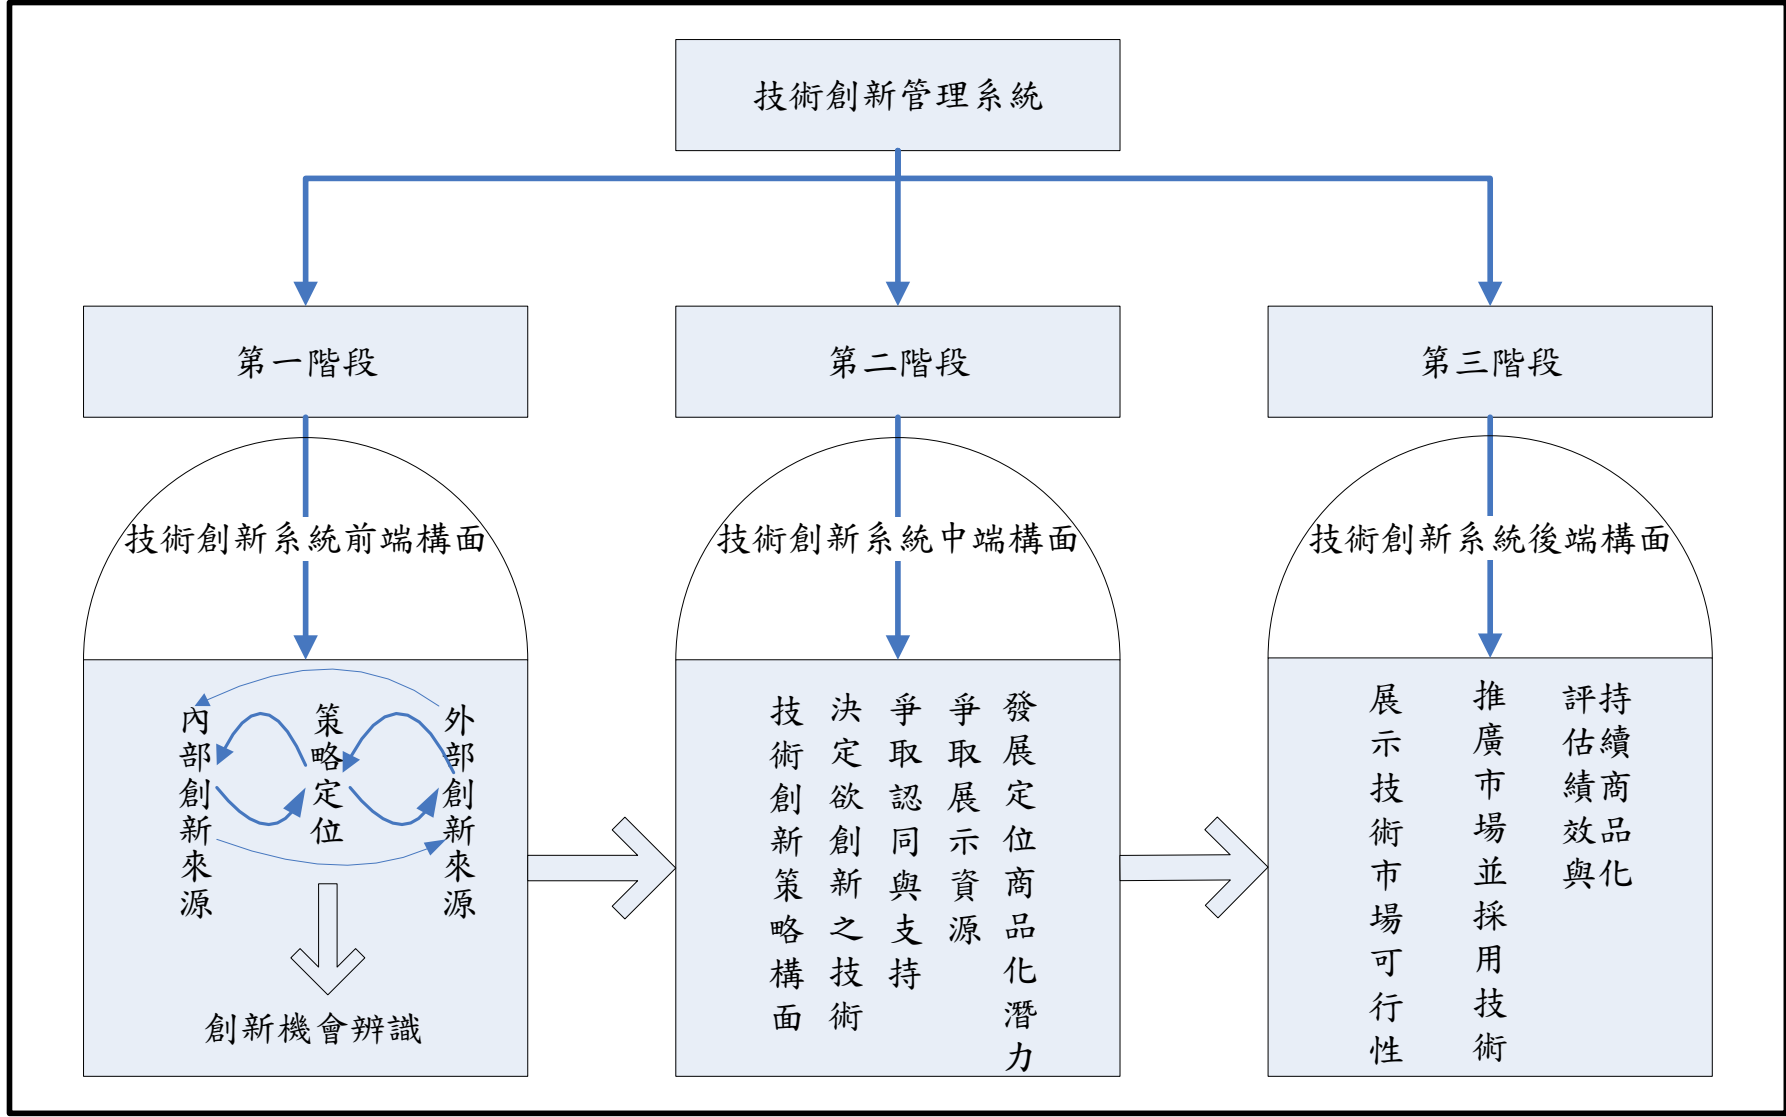 技術創新管理系統
第一階段
第二階段
第三階段
技術創新系統前端構面
技術創新系統中端構面
技術創新系統後端構面
內部創新來源
策略定位
外部創新來源
創新機會辨識
技術創新策略構面
決定欲創新之技術
爭取認同與支持
爭取展示資源
發展定位商品化潛力
展示技術市場可行性
推廣市場並採用技術
評估績效與
持續商品化